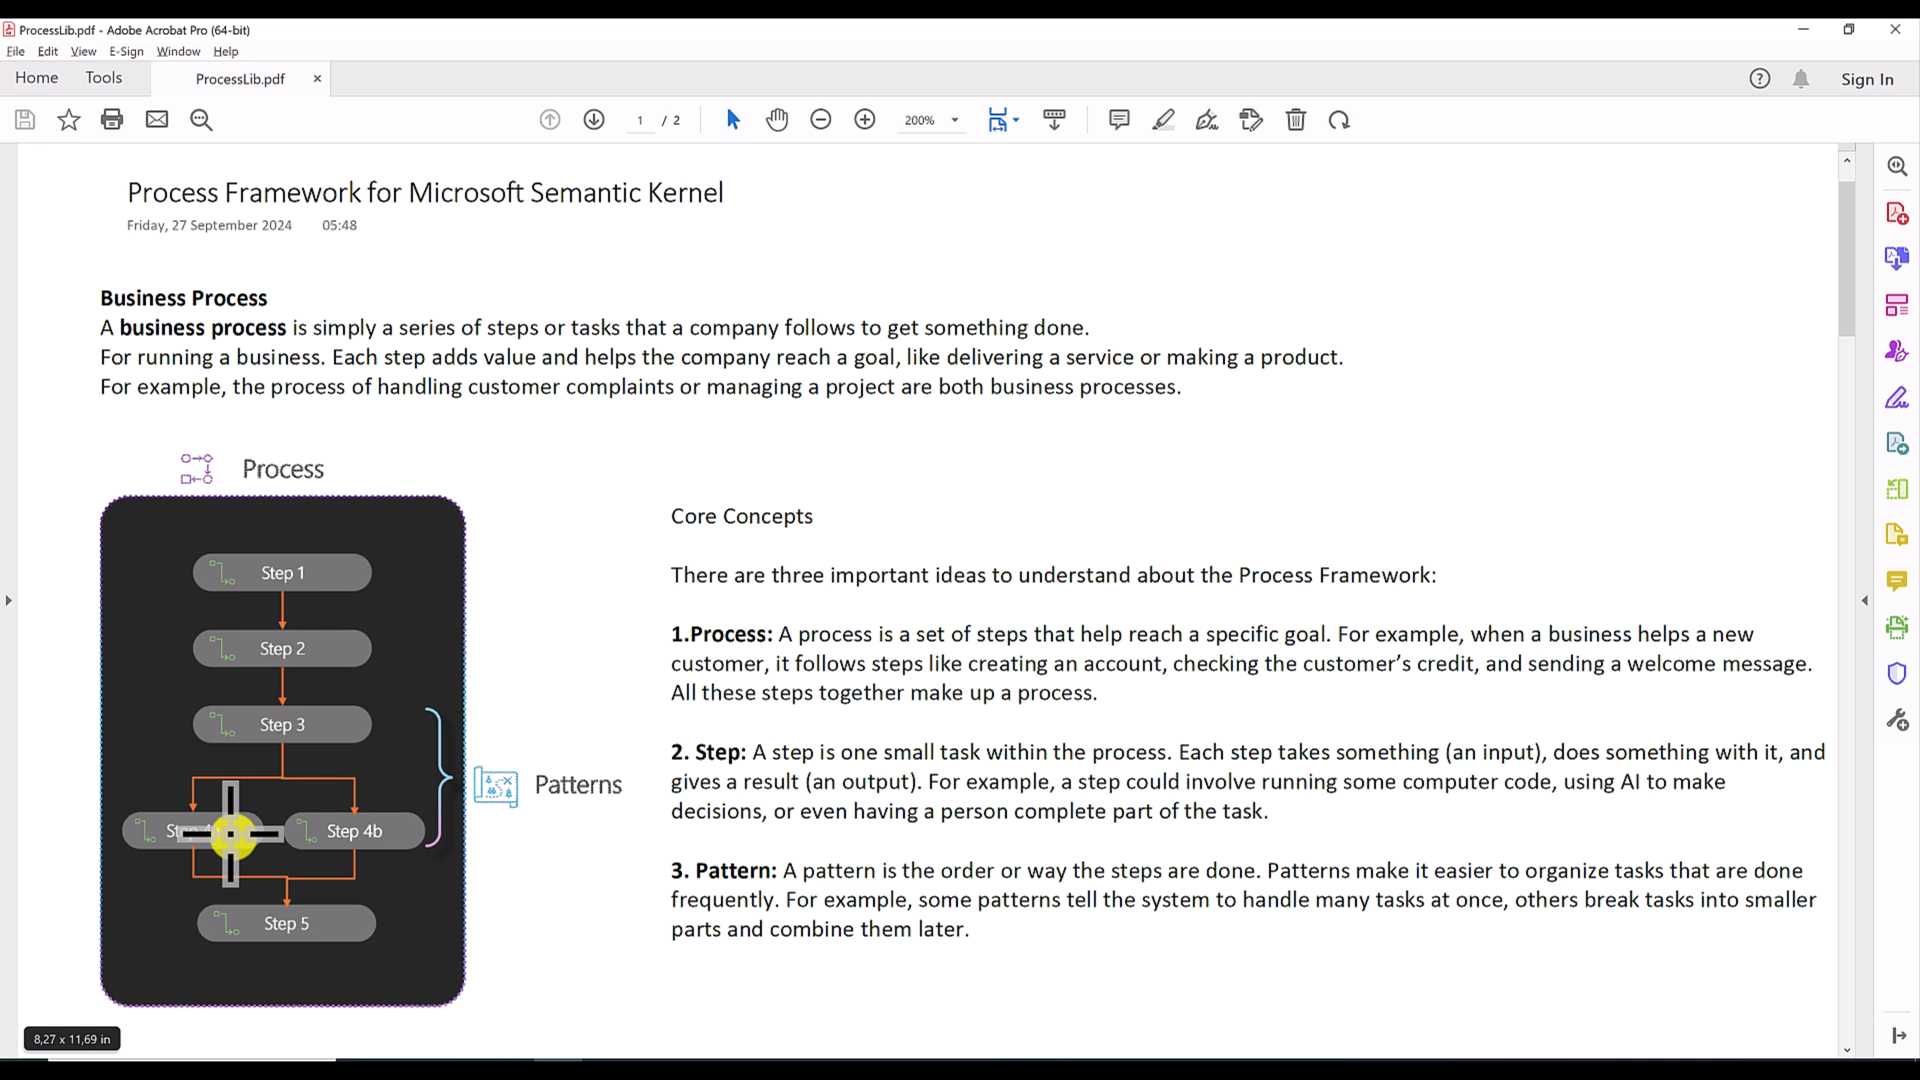 ProcessLib.pdf - Adobe Acrobat Pro (64-bit)
File Edit View E-Sign Window Help
Home Tools ProcessLib.pdf Sign In
1 / 2 200%
Process Framework for Microsoft Semantic Kernel
Friday, 27 September 2024 05:48
Business Process
A business process is simply a series of steps or tasks that a company follows to get something done.
For running a business. Each step adds value and helps the company reach a goal, like delivering a service or making a product.
For example, the process of handling customer complaints or managing a project are both business processes.
Process
Step 1
Step 2
Step 3
Step 4b
Step 5
Patterns
Core Concepts
There are three important ideas to understand about the Process Framework:
1.Process: A process is a set of steps that help reach a specific goal. For example, when a business helps a new
customer, it follows steps like creating an account, checking the customer’s credit, and sending a welcome message.
All these steps together make up a process.
2. Step: A step is one small task within the process. Each step takes something (an input), does something with it, and
gives a result (an output). For example, a step could involve running some computer code, using AI to make
decisions, or even having a person complete part of the task.
3. Pattern: A pattern is the order or way the steps are done. Patterns make it easier to organize tasks that are done
frequently. For example, some patterns tell the system to handle many tasks at once, others break tasks into smaller
parts and combine them later.
8,27 x 11,69 in